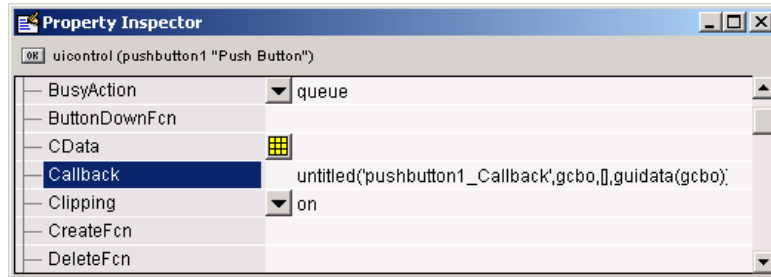 Property Inspector
OK uicontrol (pushbutton1 "Push Button")
BusyAction queue
ButtonDownFcn
CData
Callback untitled('pushbutton1_Callback',gcbo,[],guidata(gcbo))
Clipping on
CreateFcn
DeleteFcn